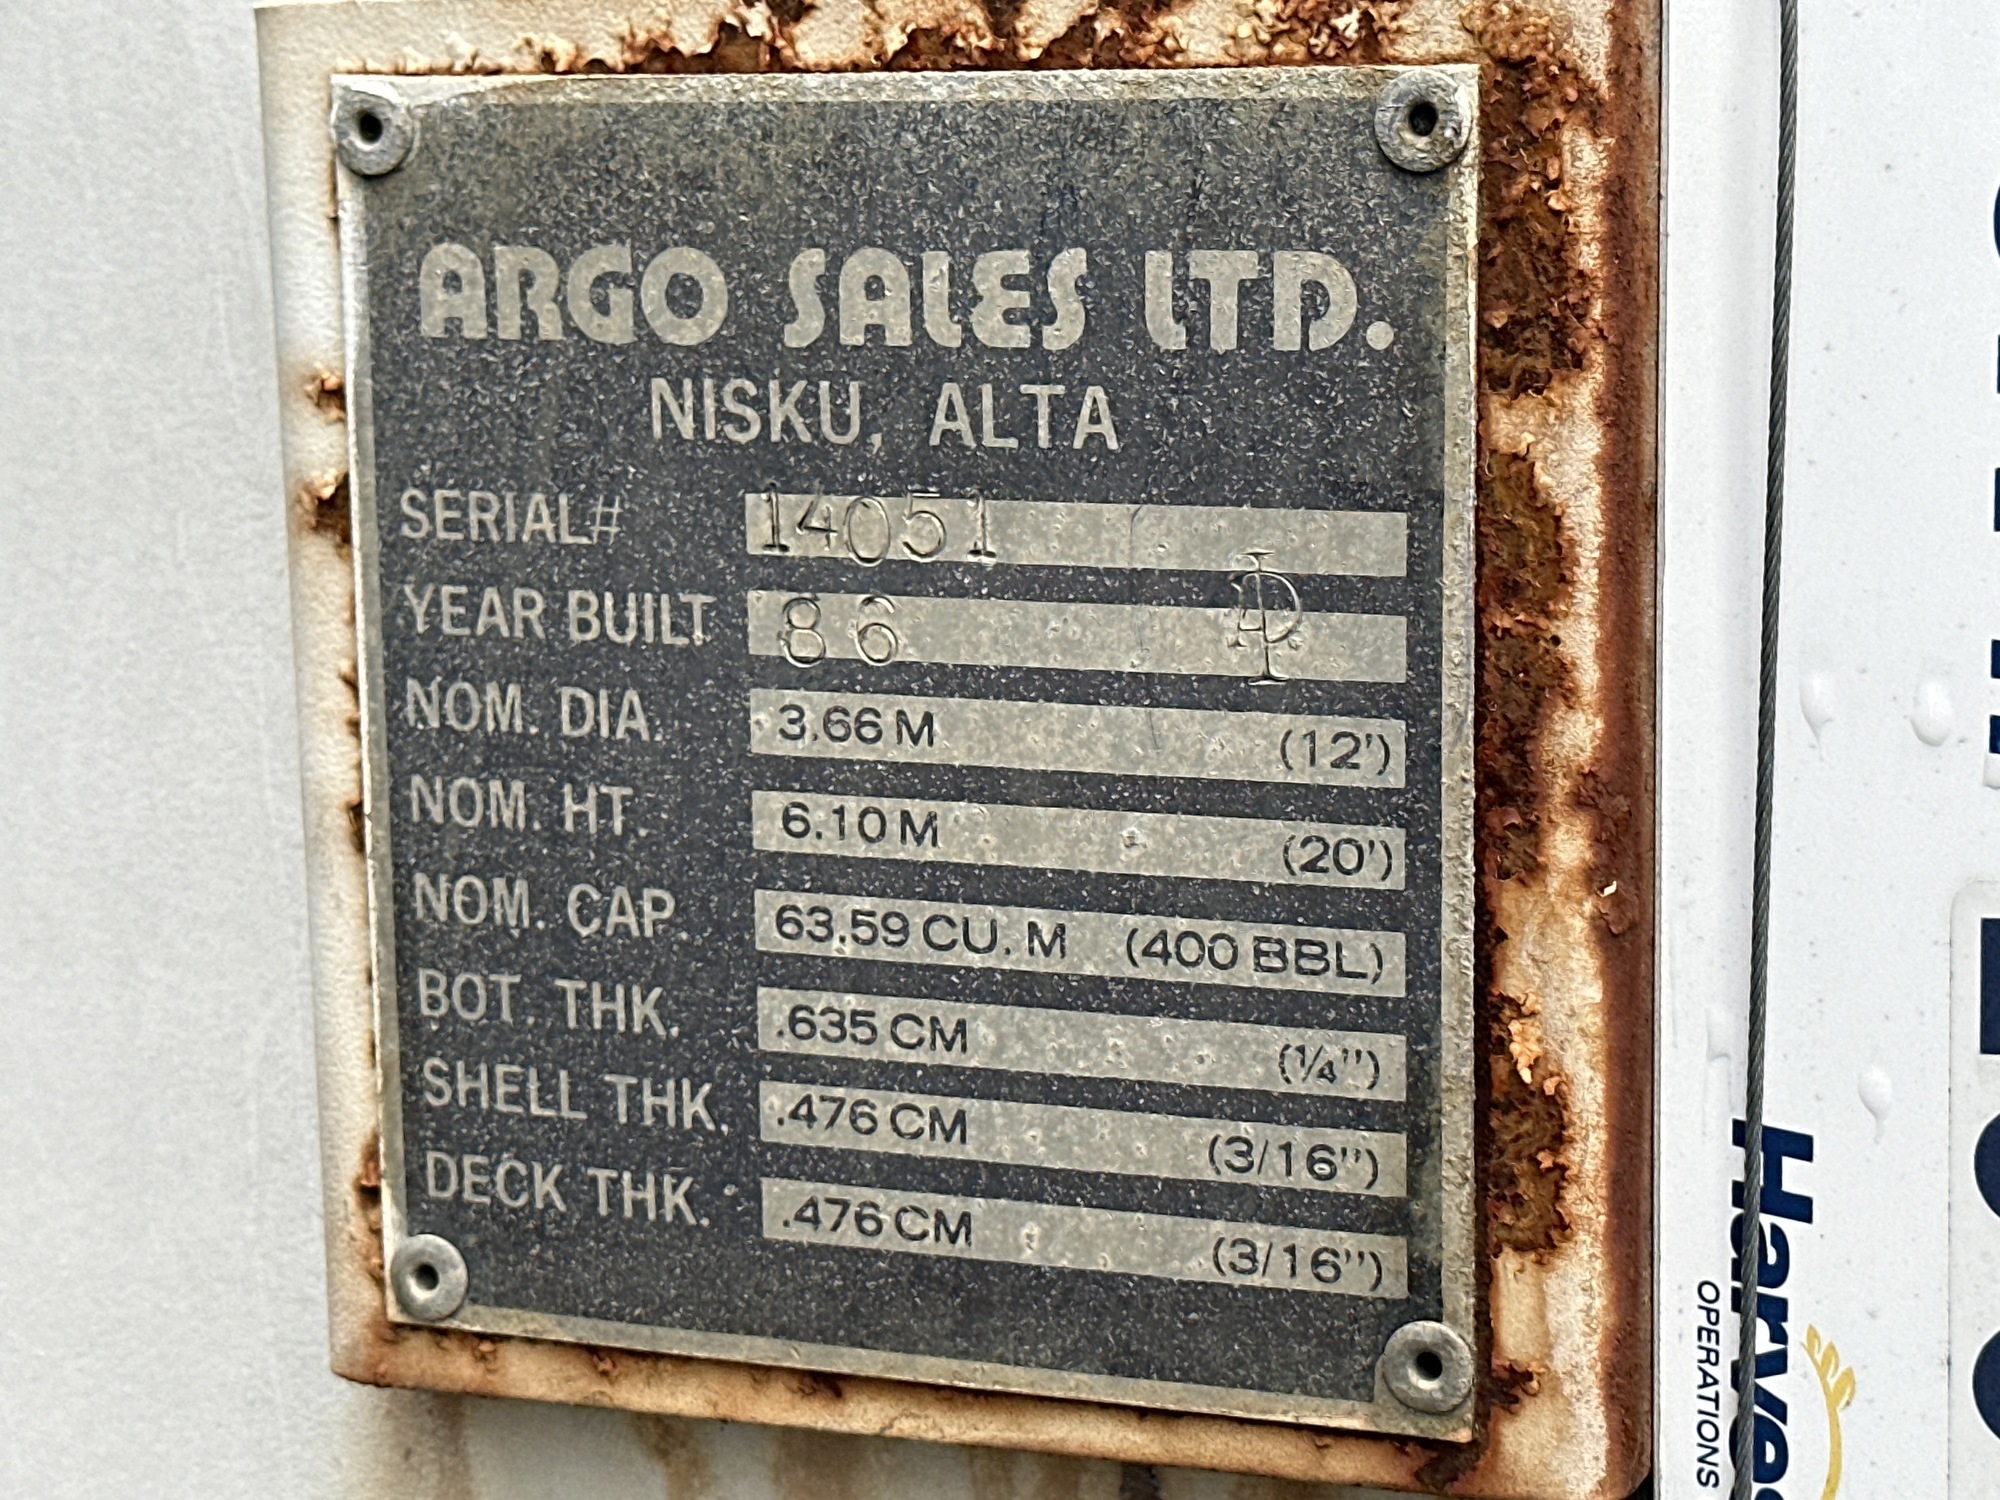 ARGO SALES LTD.
NISKU, ALTA
SERIAL# 14051
YEAR BUILT 86
NOM. DIA. 3.66 M (12')
NOM. HT. 6.10 M (20')
NOM. CAP. 63.59 CU. M (400 BBL)
BOT. THK. .635 CM (1/4'')
SHELL THK. .476 CM (3/16'')
DECK THK. .476 CM (3/16'')
OPERATIONS